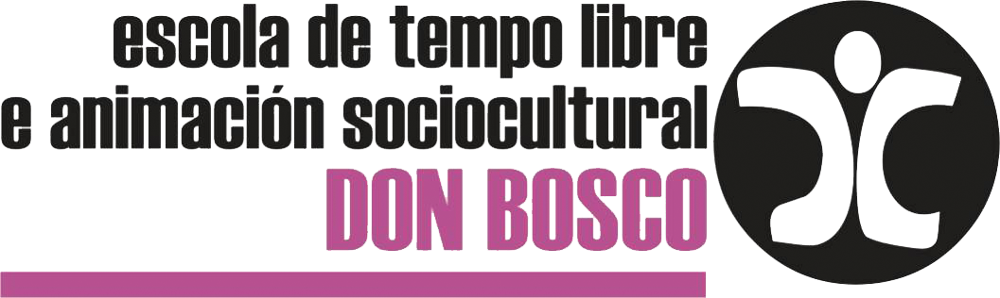 escola de tempo libre
e animación sociocultural
DON BOSCO